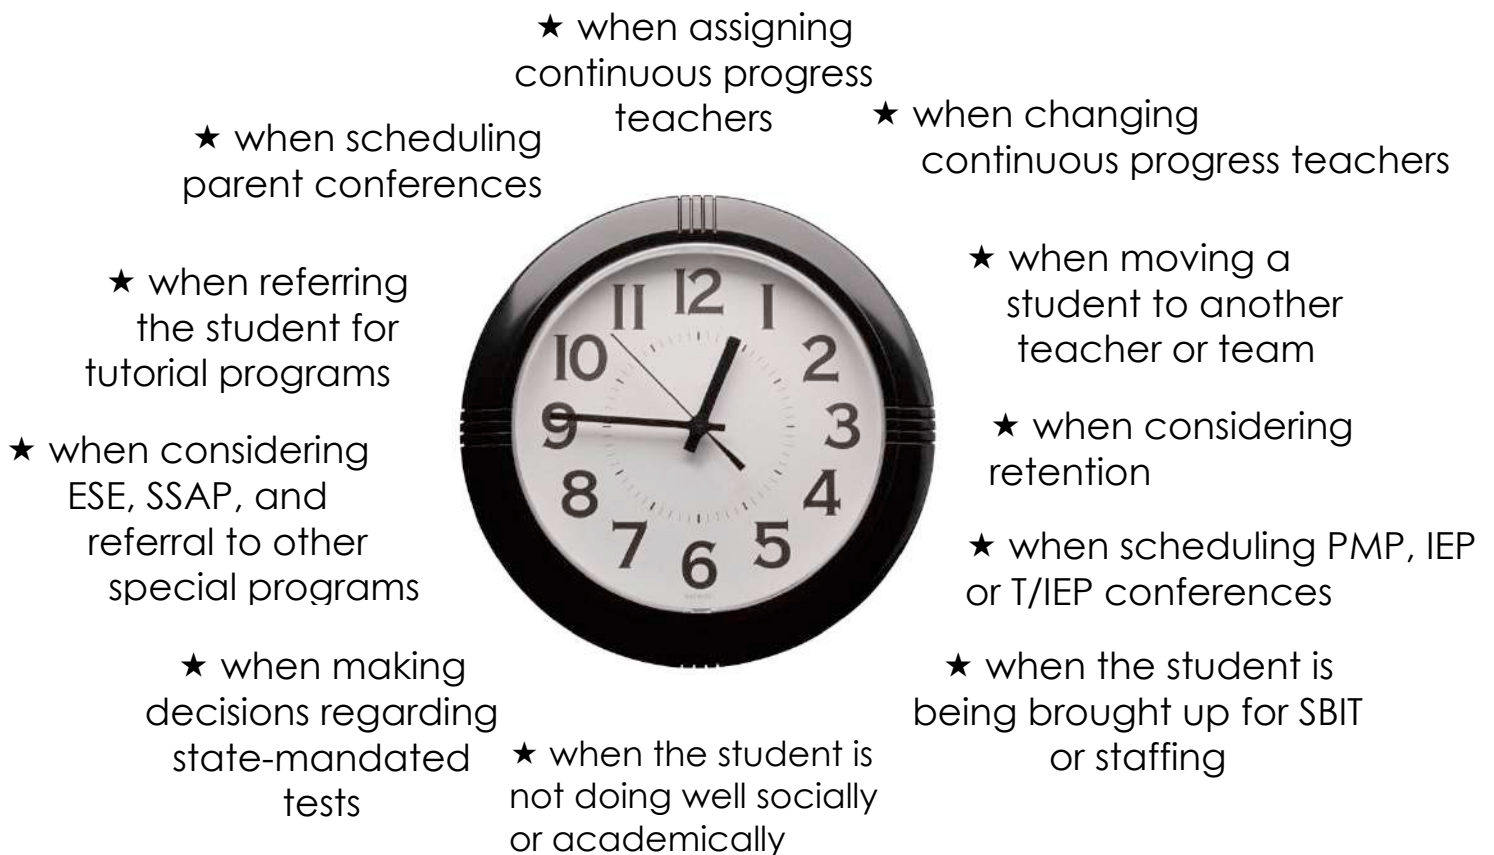 ★ when assigning
continuous progress
teachers
★ when changing
continuous progress teachers
★ when moving a
student to another
teacher or team
★ when considering
retention
★ when scheduling PMP, IEP
or T/IEP conferences
★ when the student is
being brought up for SBIT
or staffing
★ when the student is
not doing well socially
or academically
★ when making
decisions regarding
state-mandated
tests
★ when considering
ESE, SSAP, and
referral to other
special programs
★ when referring
the student for
tutorial programs
★ when scheduling
parent conferences
12
1
2
3
4
5
6
7
8
9
10
11